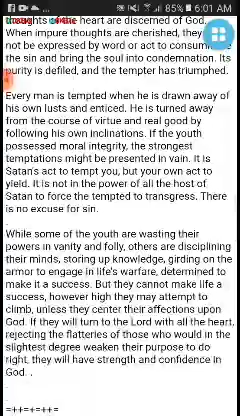 85% 6:01 AM
thoughts of the heart are discerned of God.
When impure thoughts are cherished, they
not be expressed by word or act to consum
the sin and bring the soul into condemnation. Its
purity is defiled, and the tempter has triumphed.
Every man is tempted when he is drawn away of
his own lusts and enticed. He is turned away
from the course of virtue and real good by
following his own inclinations. If the youth
possessed moral integrity, the strongest
temptations might be presented in vain. It is
Satan's act to tempt you, but your own act to
yield. It is not in the power of all the host of
Satan to force the tempted to transgress. There
is no excuse for sin.
While some of the youth are wasting their
powers in vanity and folly, others are disciplining
their minds, storing up knowledge, girding on the
armor to engage in life's warfare, determined to
make it a success. But they cannot make life a
success, however high they may attempt to
climb, unless they center their affections upon
God. If they will turn to the Lord with all the heart,
rejecting the flatteries of those who would in the
slightest degree weaken their purpose to do
right, they will have strength and confidence in
God. .
.
=++=+=++=